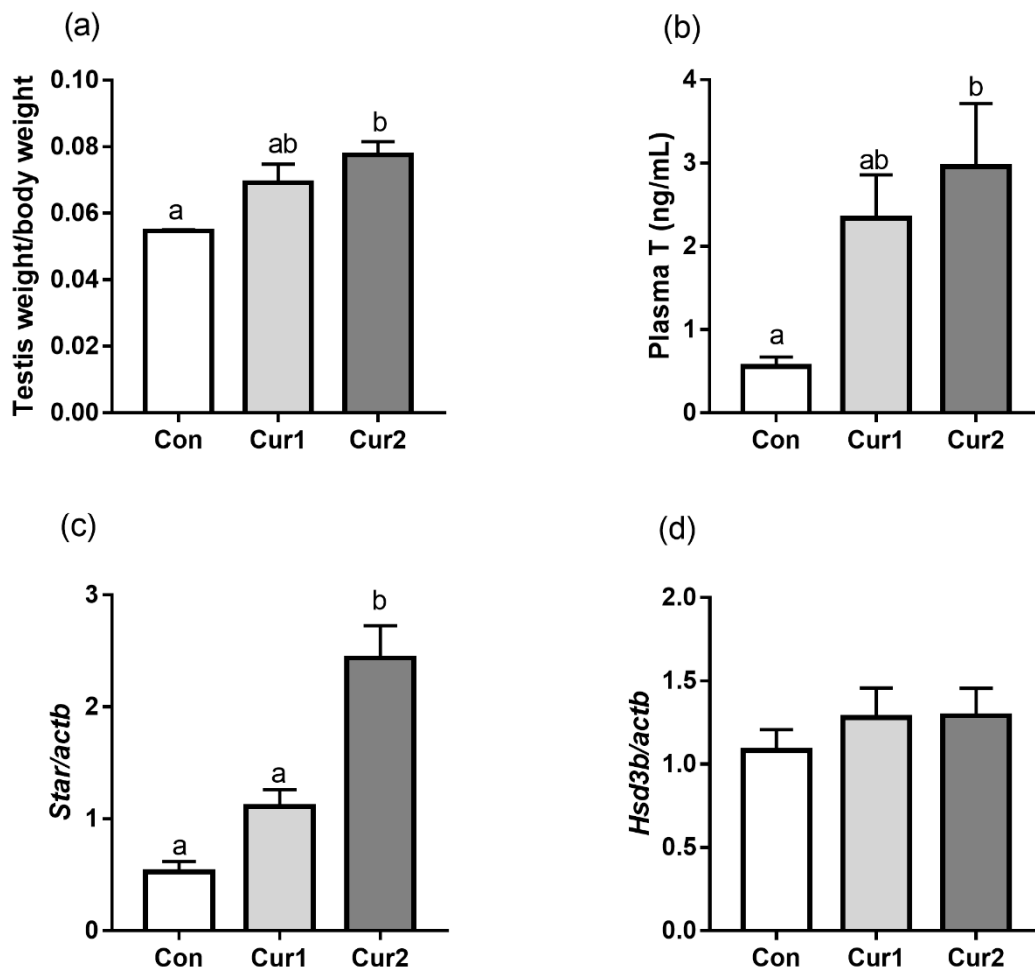 (a)
Testis weight/body weight
0.10
0.08
0.06
0.04
0.02
0.00
a
ab
b
Con Cur1 Cur2
(b)
Plasma T (ng/mL)
4
3
2
1
0
a
ab
b
Con Cur1 Cur2
(c)
Star/actb
3
2
1
0
a
a
b
Con Cur1 Cur2
(d)
Hsd3b/actb
2.0
1.5
1.0
0.5
0.0
Con Cur1 Cur2